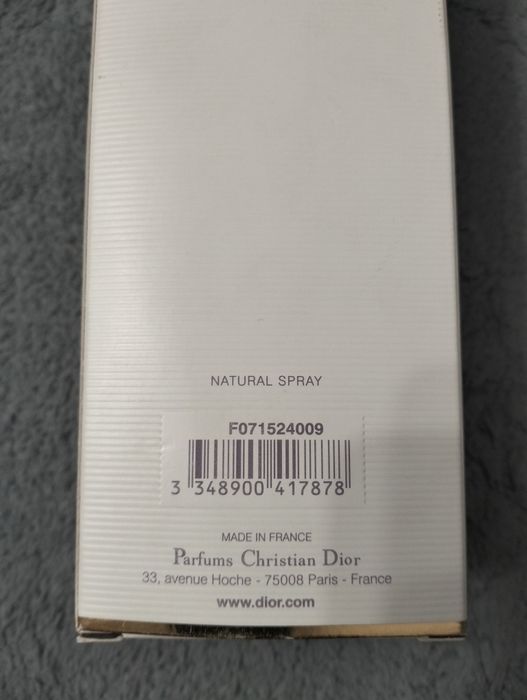 NATURAL SPRAY
F071524009
3 348900 417878
MADE IN FRANCE
Parfums Christian Dior
33, avenue Hoche - 75008 Paris - France
www.dior.com